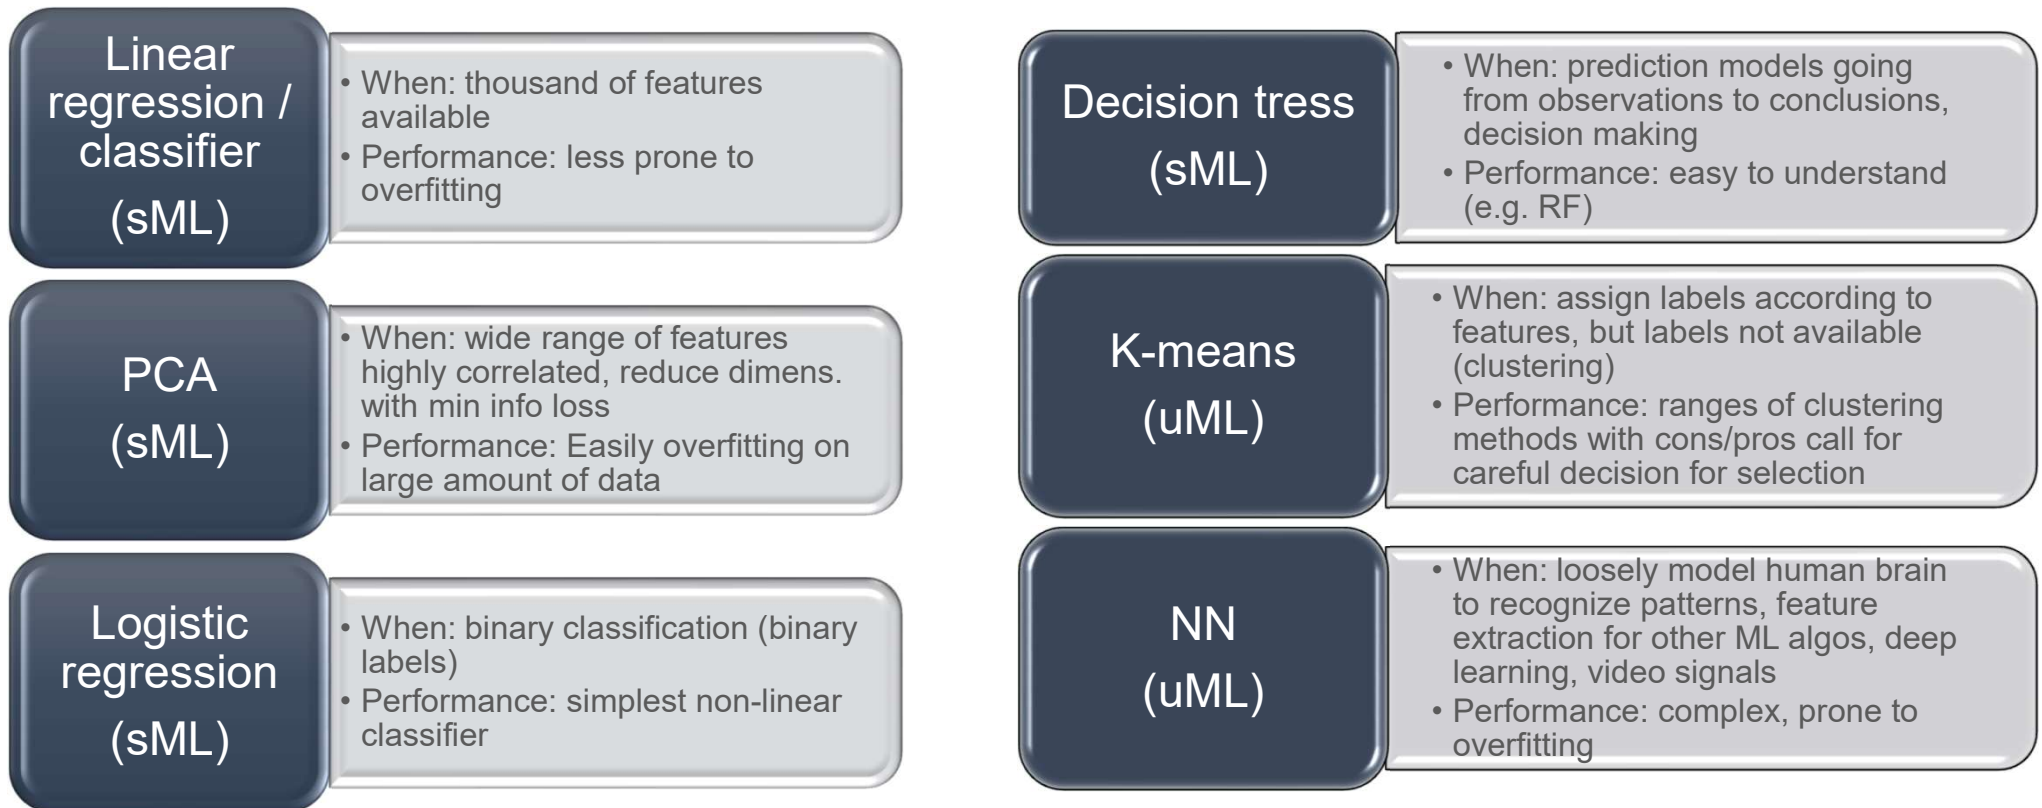 Linear
regression /
classifier
(sML)
• When: thousand of features
available
• Performance: less prone to
overfitting
PCA
(sML)
• When: wide range of features
highly correlated, reduce dimens.
with min info loss
• Performance: Easily overfitting on
large amount of data
Logistic
regression
(sML)
• When: binary classification (binary
labels)
• Performance: simplest non-linear
classifier
Decision tress
(sML)
• When: prediction models going
from observations to conclusions,
decision making
• Performance: easy to understand
(e.g. RF)
K-means
(uML)
• When: assign labels according to
features, but labels not available
(clustering)
• Performance: ranges of clustering
methods with cons/pros call for
careful decision for selection
NN
(uML)
• When: loosely model human brain
to recognize patterns, feature
extraction for other ML algos, deep
learning, video signals
• Performance: complex, prone to
overfitting